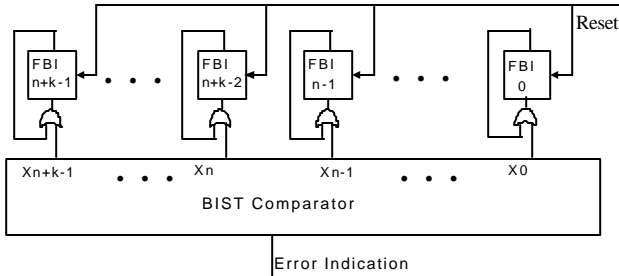 Reset
FBI
n+k-1
FBI
n+k-2
FBI
n-1
FBI
0
Xn+k-1
Xn
Xn-1
X0
BIST Comparator
Error Indication